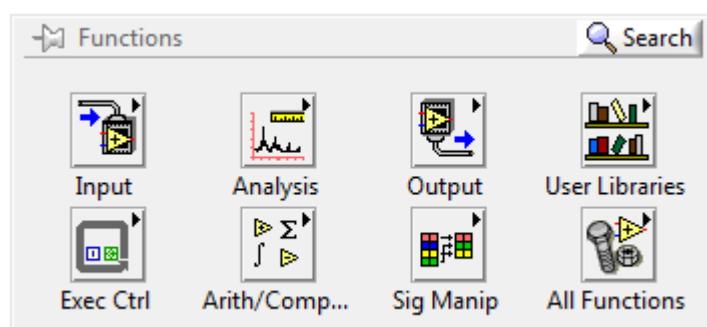 Functions Search
Input Analysis Output User Libraries
Exec Ctrl Arith/Comp... Sig Manip All Functions